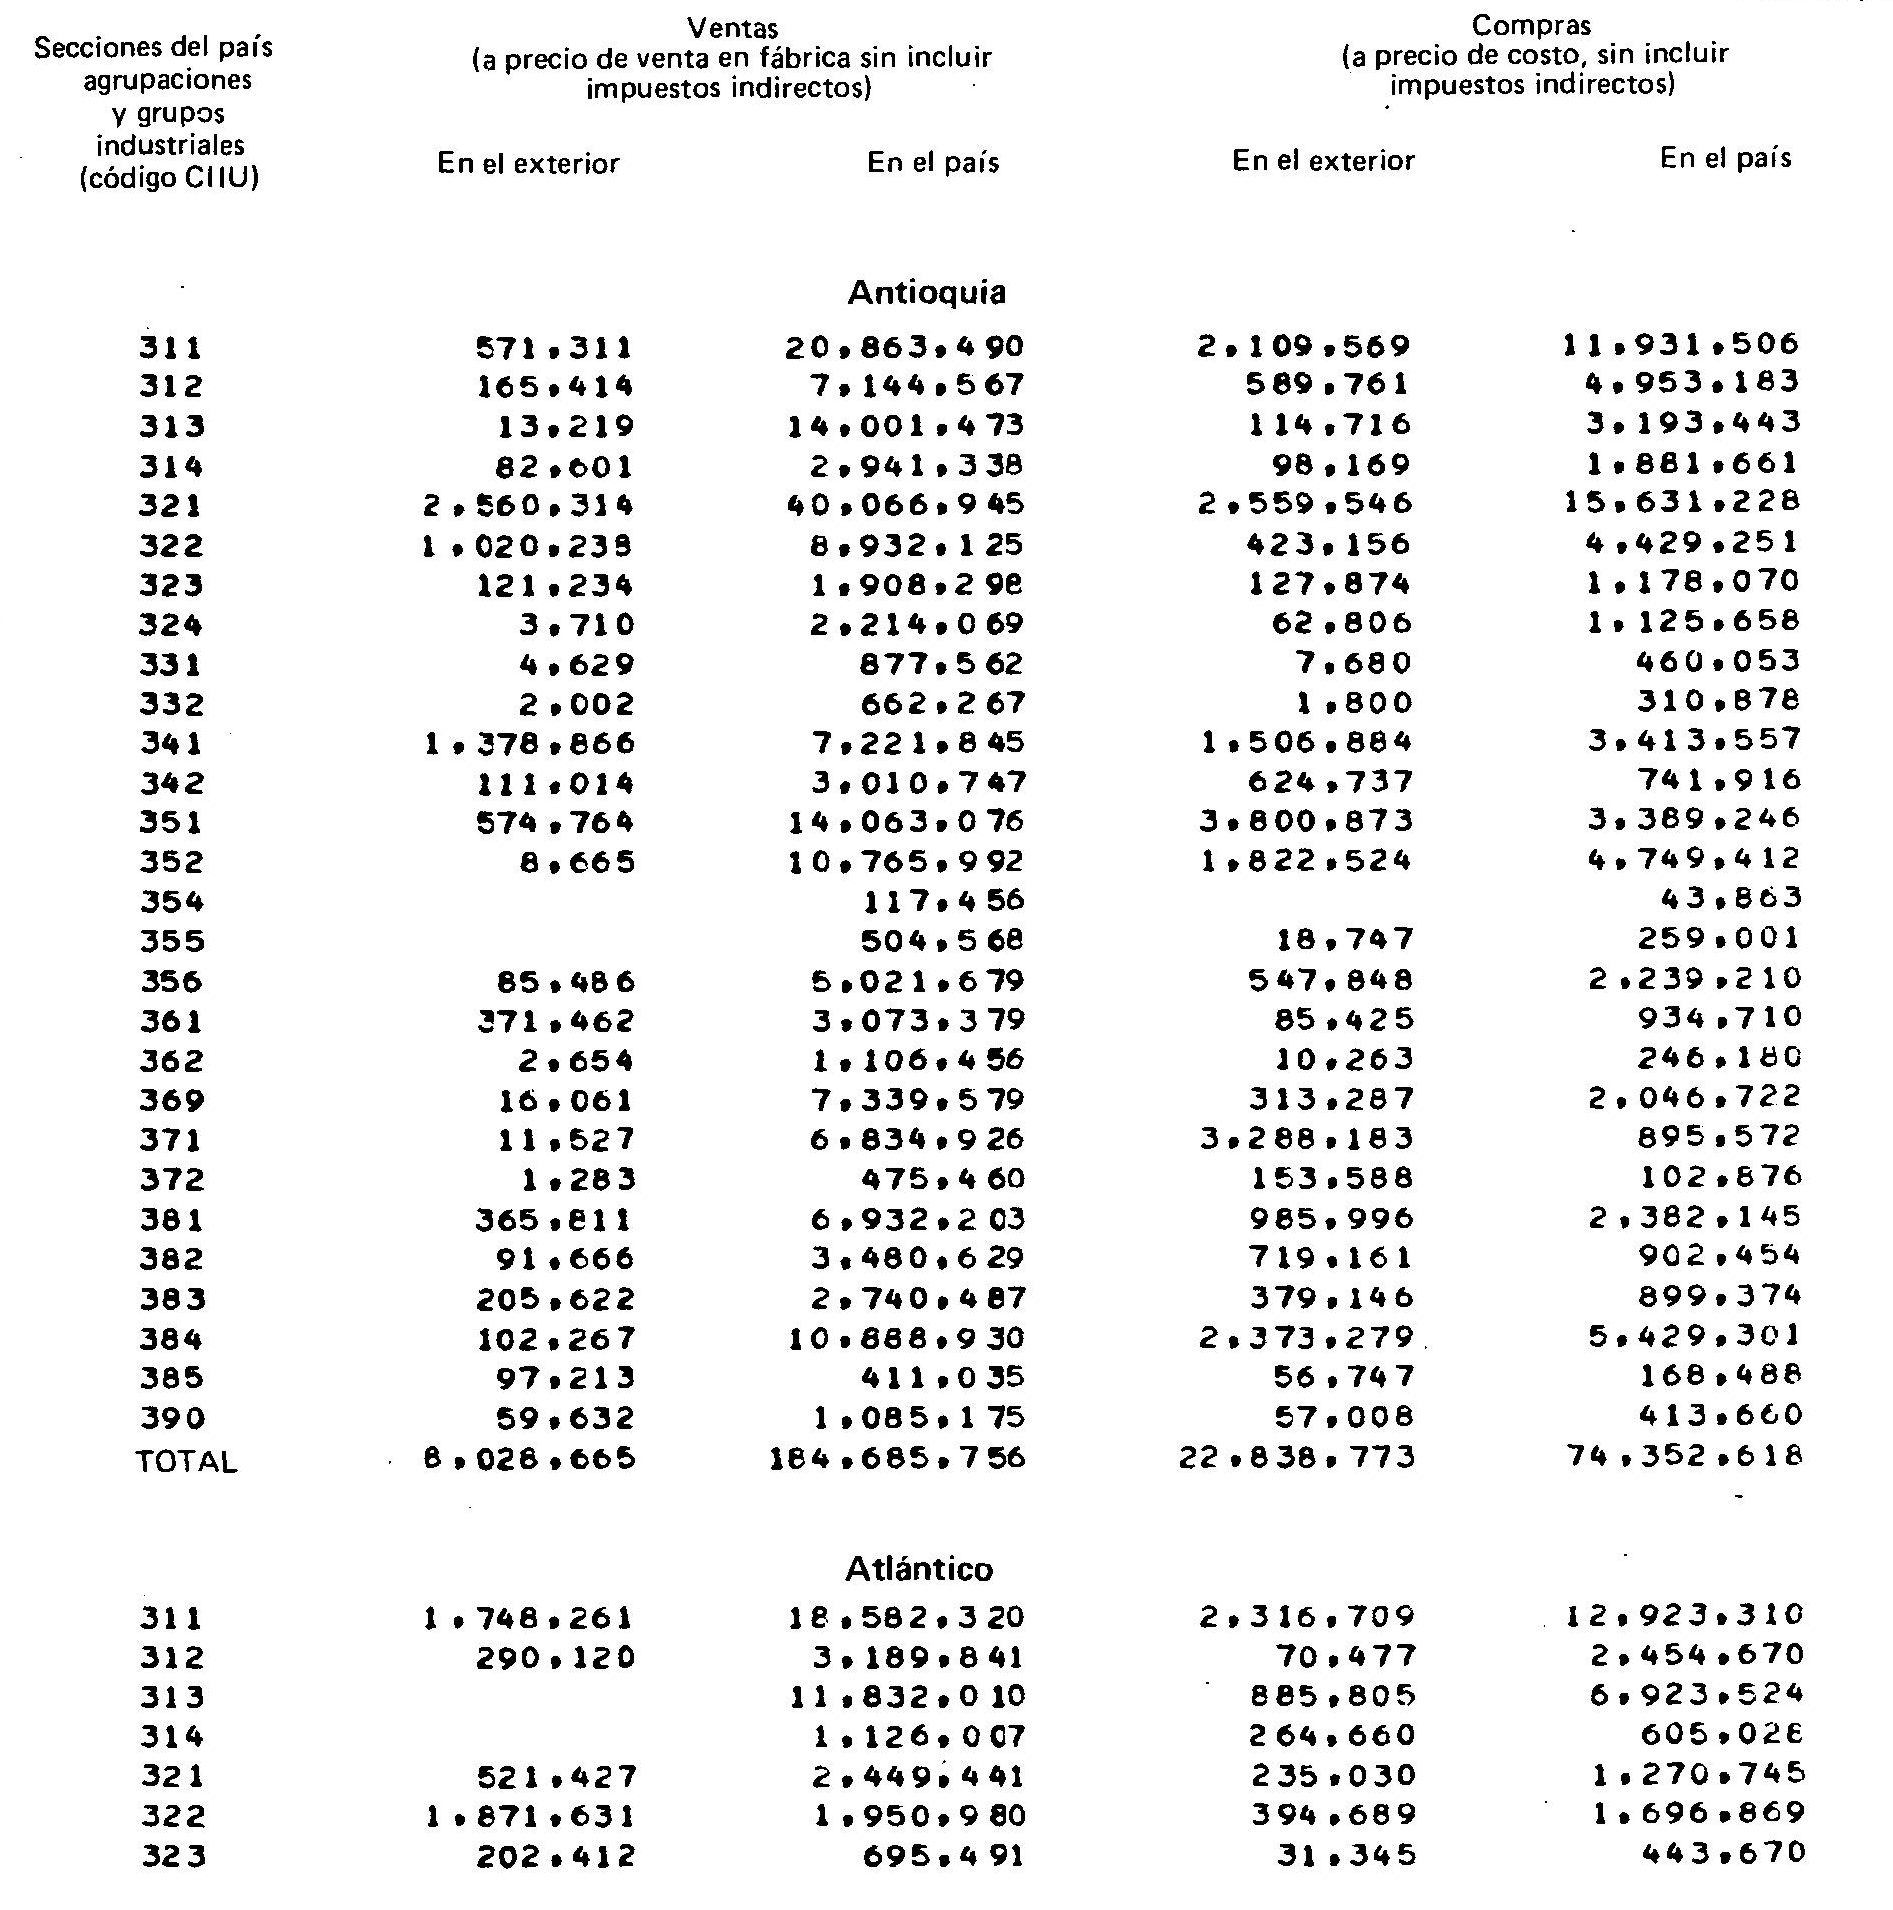 Secciones del país
agrupaciones
y grupos
industriales
(código CIIU)
Ventas
(a precio de venta en fábrica sin incluir
impuestos indirectos)
Compras
(a precio de costo, sin incluir
impuestos indirectos)
En el exterior En el país En el exterior En el país
Antioquia
311 571.311 20.863.490 2.109.569 11.931.506
312 165.414 7.144.567 589.761 4.953.183
313 13.219 14.001.473 114.716 3.193.443
314 82.601 2.941.338 98.169 1.881.661
321 2.560.314 40.066.945 2.559.546 15.631.228
322 1.020.238 8.932.125 423.156 4.429.251
323 121.234 1.908.298 127.874 1.178.070
324 3.710 2.214.069 62.806 1.125.658
331 4.629 877.562 7.680 460.053
332 2.002 662.267 1.800 310.878
341 1.378.866 7.221.845 1.506.884 3.413.557
342 111.014 3.010.747 624.737 741.916
351 574.764 14.063.076 3.800.873 3.389.246
352 8.665 10.765.992 1.822.524 4.749.412
354 117.456 43.863
355 504.568 18.747 259.001
356 85.486 5.021.679 547.848 2.239.210
361 371.462 3.073.379 85.425 934.710
362 2.654 1.106.456 10.263 246.180
369 16.061 7.339.579 313.287 2.046.722
371 11.527 6.834.926 3.288.183 895.572
372 1.283 475.460 153.588 102.876
381 365.811 6.932.203 985.996 2.382.145
382 91.666 3.480.629 719.161 902.454
383 205.622 2.740.487 379.146 899.374
384 102.267 10.888.930 2.373.279 5.429.301
385 97.213 411.035 56.747 168.488
390 59.632 1.085.175 57.008 413.660
TOTAL 8.028.665 184.685.756 22.838.773 74.352.618
Atlántico
311 1.748.261 18.582.320 2.316.709 12.923.310
312 290.120 3.189.841 70.477 2.454.670
313 11.832.010 885.805 6.923.524
314 1.126.007 264.660 605.028
321 521.427 2.449.441 235.030 1.270.745
322 1.871.631 1.950.980 394.689 1.696.869
323 202.412 695.491 31.345 443.670